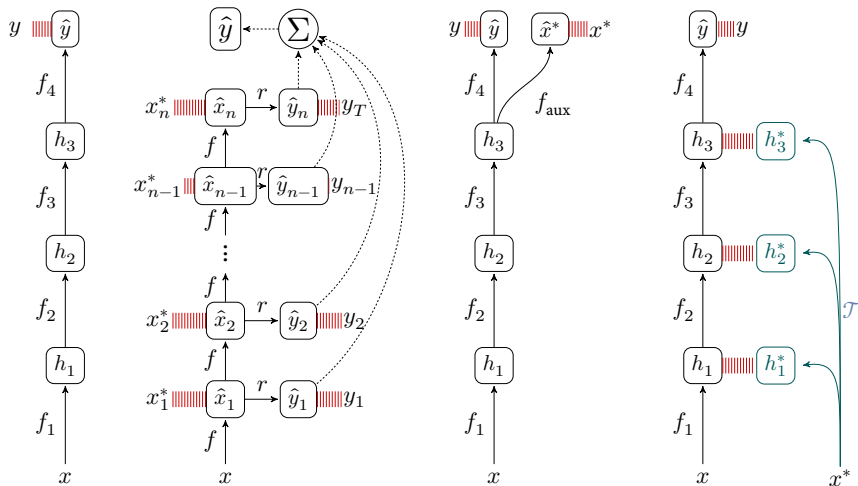 y ŷ ŷ Σ y ŷ x̂* x* ŷ y
f₄ f₄ f_aux f₄
x*ₙ x̂ₙ r ŷₙ y_T
h₃ f h₃ h₃ h*₃
x*ₙ₋₁ x̂ₙ₋₁ r ŷₙ₋₁ yₙ₋₁
f₃ f f₃ f₃
h₂ ⋮ h₂ h₂ h*₂
f₂ f f₂ f₂ 𝒯
x*₂ x̂₂ r ŷ₂ y₂
h₁ f h₁ h₁ h*₁
x*₁ x̂₁ r ŷ₁ y₁
f₁ f f₁ f₁
x x x x x*